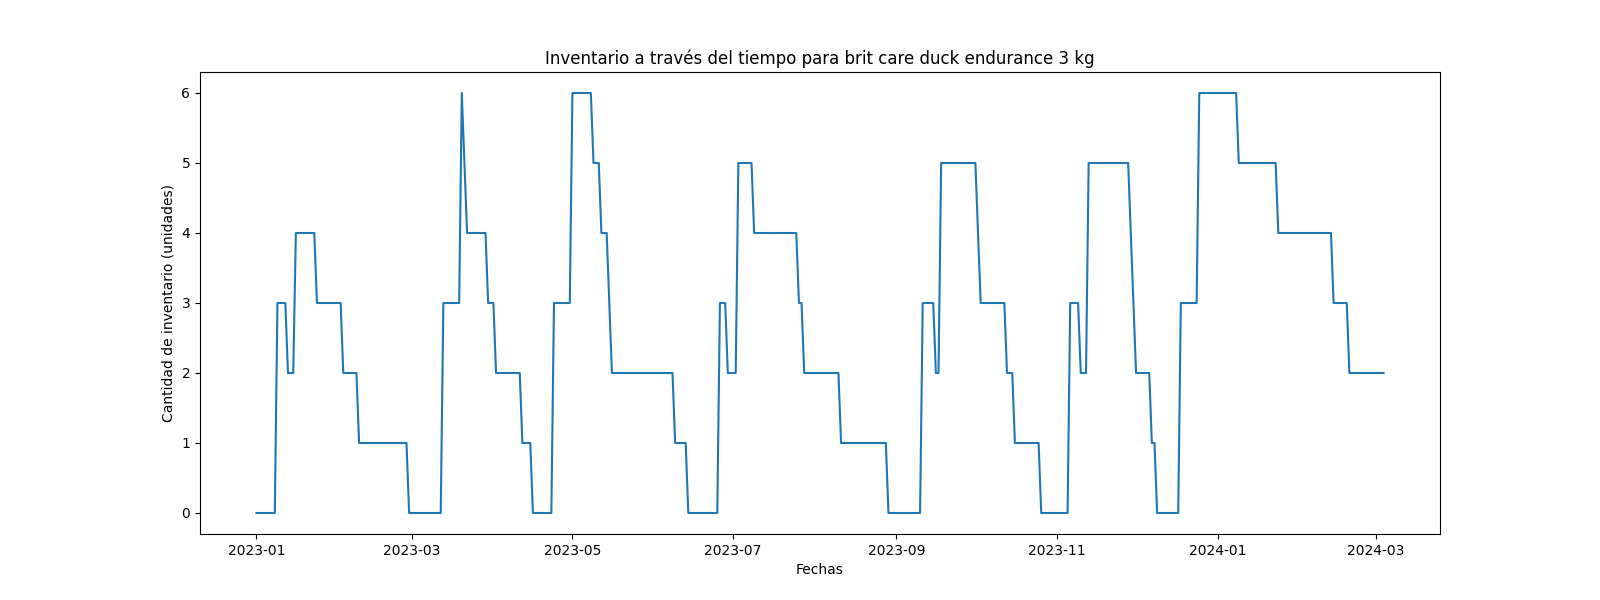 Inventario a través del tiempo para brit care duck endurance 3 kg
Cantidad de inventario (unidades)
6
5
4
3
2
1
0
2023-01 2023-03 2023-05 2023-07 2023-09 2023-11 2024-01 2024-03
Fechas